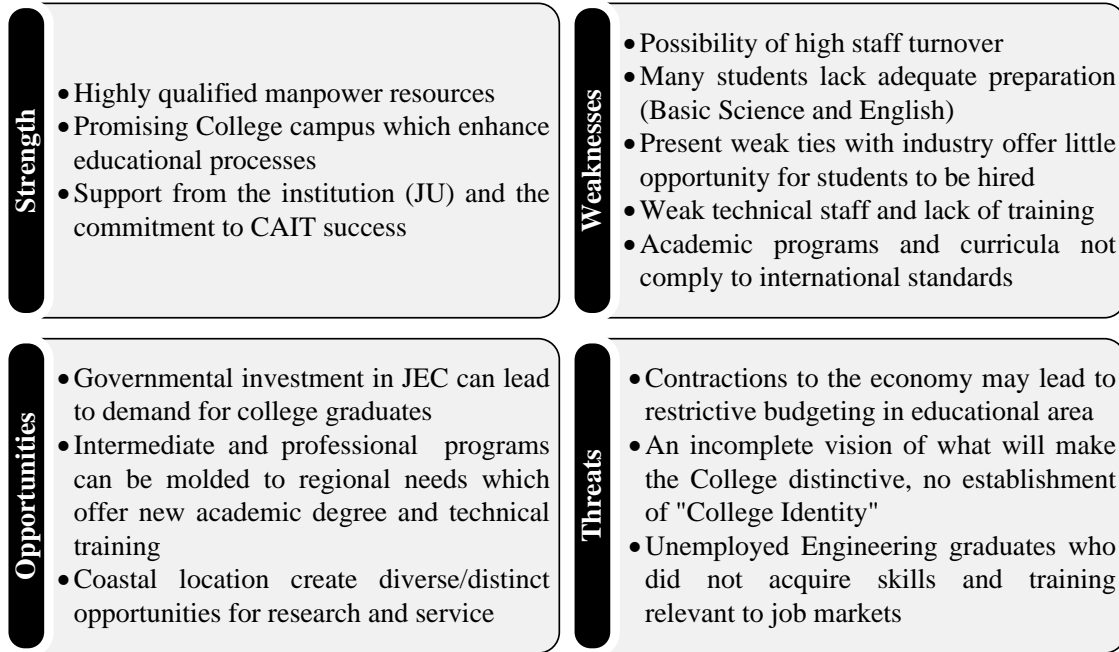 Strength
• Highly qualified manpower resources
• Promising College campus which enhance
educational processes
• Support from the institution (JU) and the
commitment to CAIT success
Weaknesses
• Possibility of high staff turnover
• Many students lack adequate preparation
(Basic Science and English)
• Present weak ties with industry offer little
opportunity for students to be hired
• Weak technical staff and lack of training
• Academic programs and curricula not
comply to international standards
Opportunities
• Governmental investment in JEC can lead
to demand for college graduates
• Intermediate and professional programs
can be molded to regional needs which
offer new academic degree and technical
training
• Coastal location create diverse/distinct
opportunities for research and service
Threats
• Contractions to the economy may lead to
restrictive budgeting in educational area
• An incomplete vision of what will make
the College distinctive, no establishment
of "College Identity"
• Unemployed Engineering graduates who
did not acquire skills and training
relevant to job markets